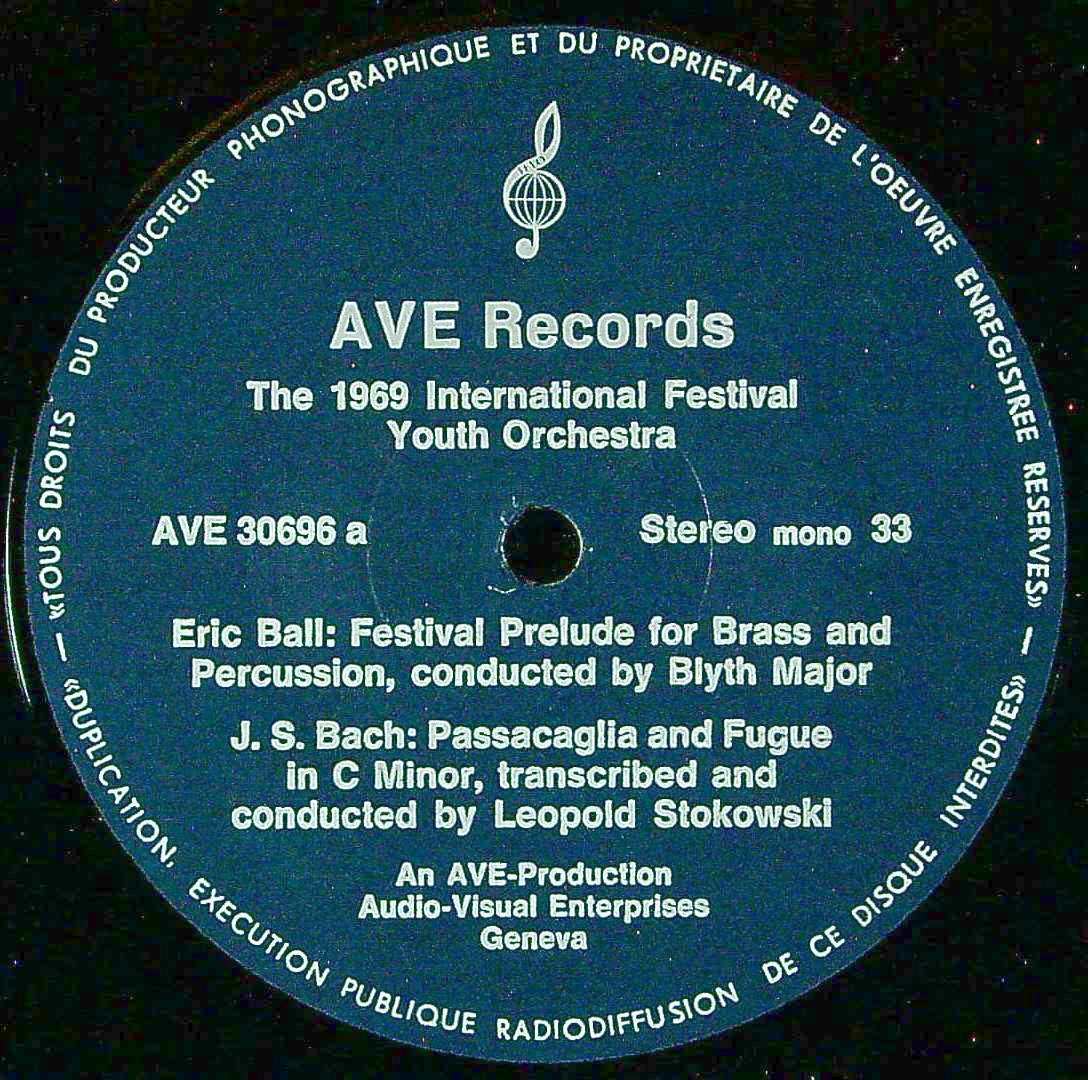 «TOUS DROITS DU PRODUCTEUR PHONOGRAPHIQUE ET DU PROPRIETAIRE DE L'OEUVRE ENREGISTREE RESERVES» —
AVE Records
The 1969 International Festival
Youth Orchestra
AVE 30696 a
Stereo mono 33
Eric Ball: Festival Prelude for Brass and
Percussion, conducted by Blyth Major
J. S. Bach: Passacaglia and Fugue
in C Minor, transcribed and
conducted by Leopold Stokowski
An AVE-Production
Audio-Visual Enterprises
Geneva
«DUPLICATION, EXECUTION PUBLIQUE RADIODIFFUSION DE CE DISQUE INTERDITES» —